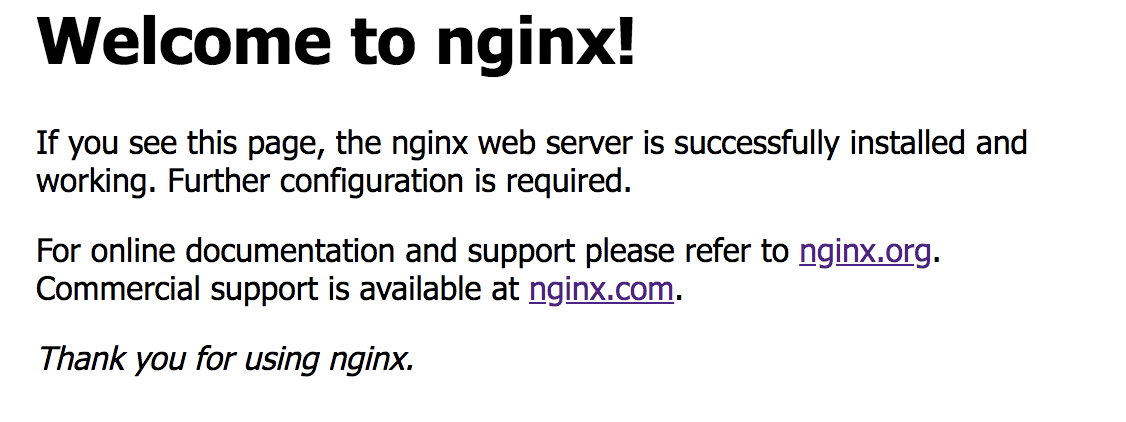 Welcome to nginx!
If you see this page, the nginx web server is successfully installed and
working. Further configuration is required.
For online documentation and support please refer to nginx.org.
Commercial support is available at nginx.com.
Thank you for using nginx.